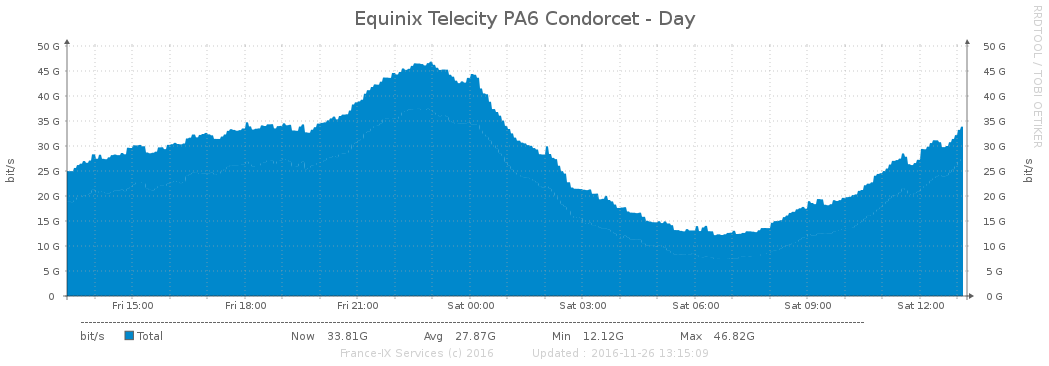 Equinix Telecity PA6 Condorcet - Day
RRDTOOL / TOBI OETIKER
bit/s
bit/s
50 G 50 G
45 G 45 G
40 G 40 G
35 G 35 G
30 G 30 G
25 G 25 G
20 G 20 G
15 G 15 G
10 G 10 G
5 G 5 G
0 0 G
Fri 15:00 Fri 18:00 Fri 21:00 Sat 00:00 Sat 03:00 Sat 06:00 Sat 09:00 Sat 12:00
bit/s Total Now 33.81G Avg 27.87G Min 12.12G Max 46.82G
France-IX Services (c) 2016 Updated : 2016-11-26 13:15:09